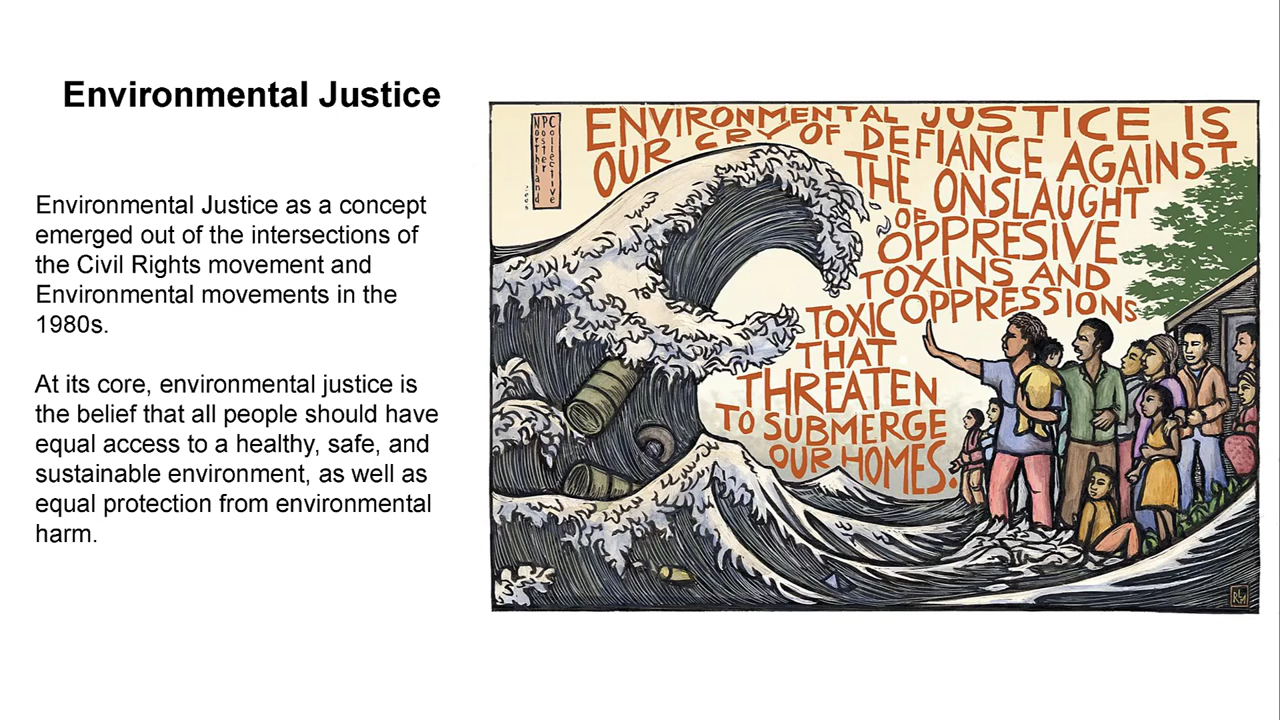 Environmental Justice
Environmental Justice as a concept
emerged out of the intersections of
the Civil Rights movement and
Environmental movements in the
1980s.
At its core, environmental justice is
the belief that all people should have
equal access to a healthy, safe, and
sustainable environment, as well as
equal protection from environmental
harm.
Northland
Poster
Collective
ENVIRONMENTAL JUSTICE IS
OUR CRY OF DEFIANCE AGAINST
THE ONSLAUGHT
OF
OPPRESIVE
TOXINS AND
OPPRESSIONS
TOXIC
THAT
THREATEN
TO SUBMERGE
OUR HOMES.
RLM